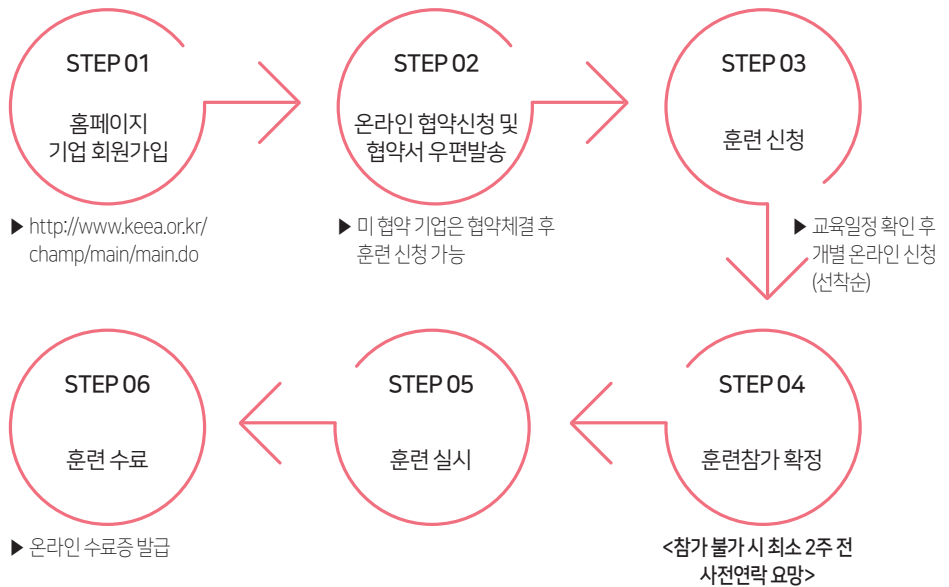 STEP 01
홈페이지
기업 회원가입
▶ http://www.keea.or.kr/
champ/main/main.do
STEP 02
온라인 협약신청 및
협약서 우편발송
▶ 미 협약 기업은 협약체결 후
훈련 신청 가능
STEP 03
훈련 신청
▶ 교육일정 확인 후
개별 온라인 신청
(선착순)
STEP 04
훈련참가 확정
<참가 불가 시 최소 2주 전
사전연락 요망>
STEP 05
훈련 실시
STEP 06
훈련 수료
▶ 온라인 수료증 발급